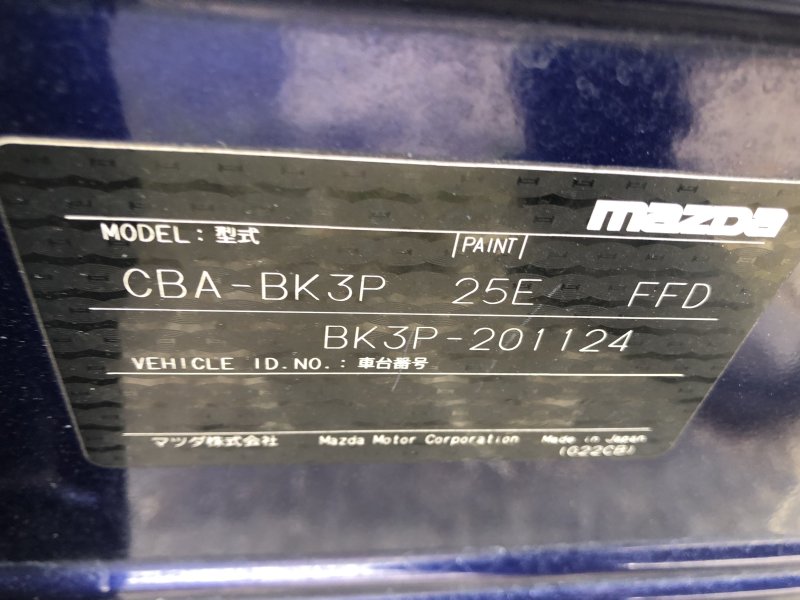 mazda
MODEL: 型式 PAINT
CBA-BK3P 25E FFD
BK3P-201124
VEHICLE ID.NO.: 車台番号
マツダ株式会社 Mazda Motor Corporation Made in Japan
(G22CB)